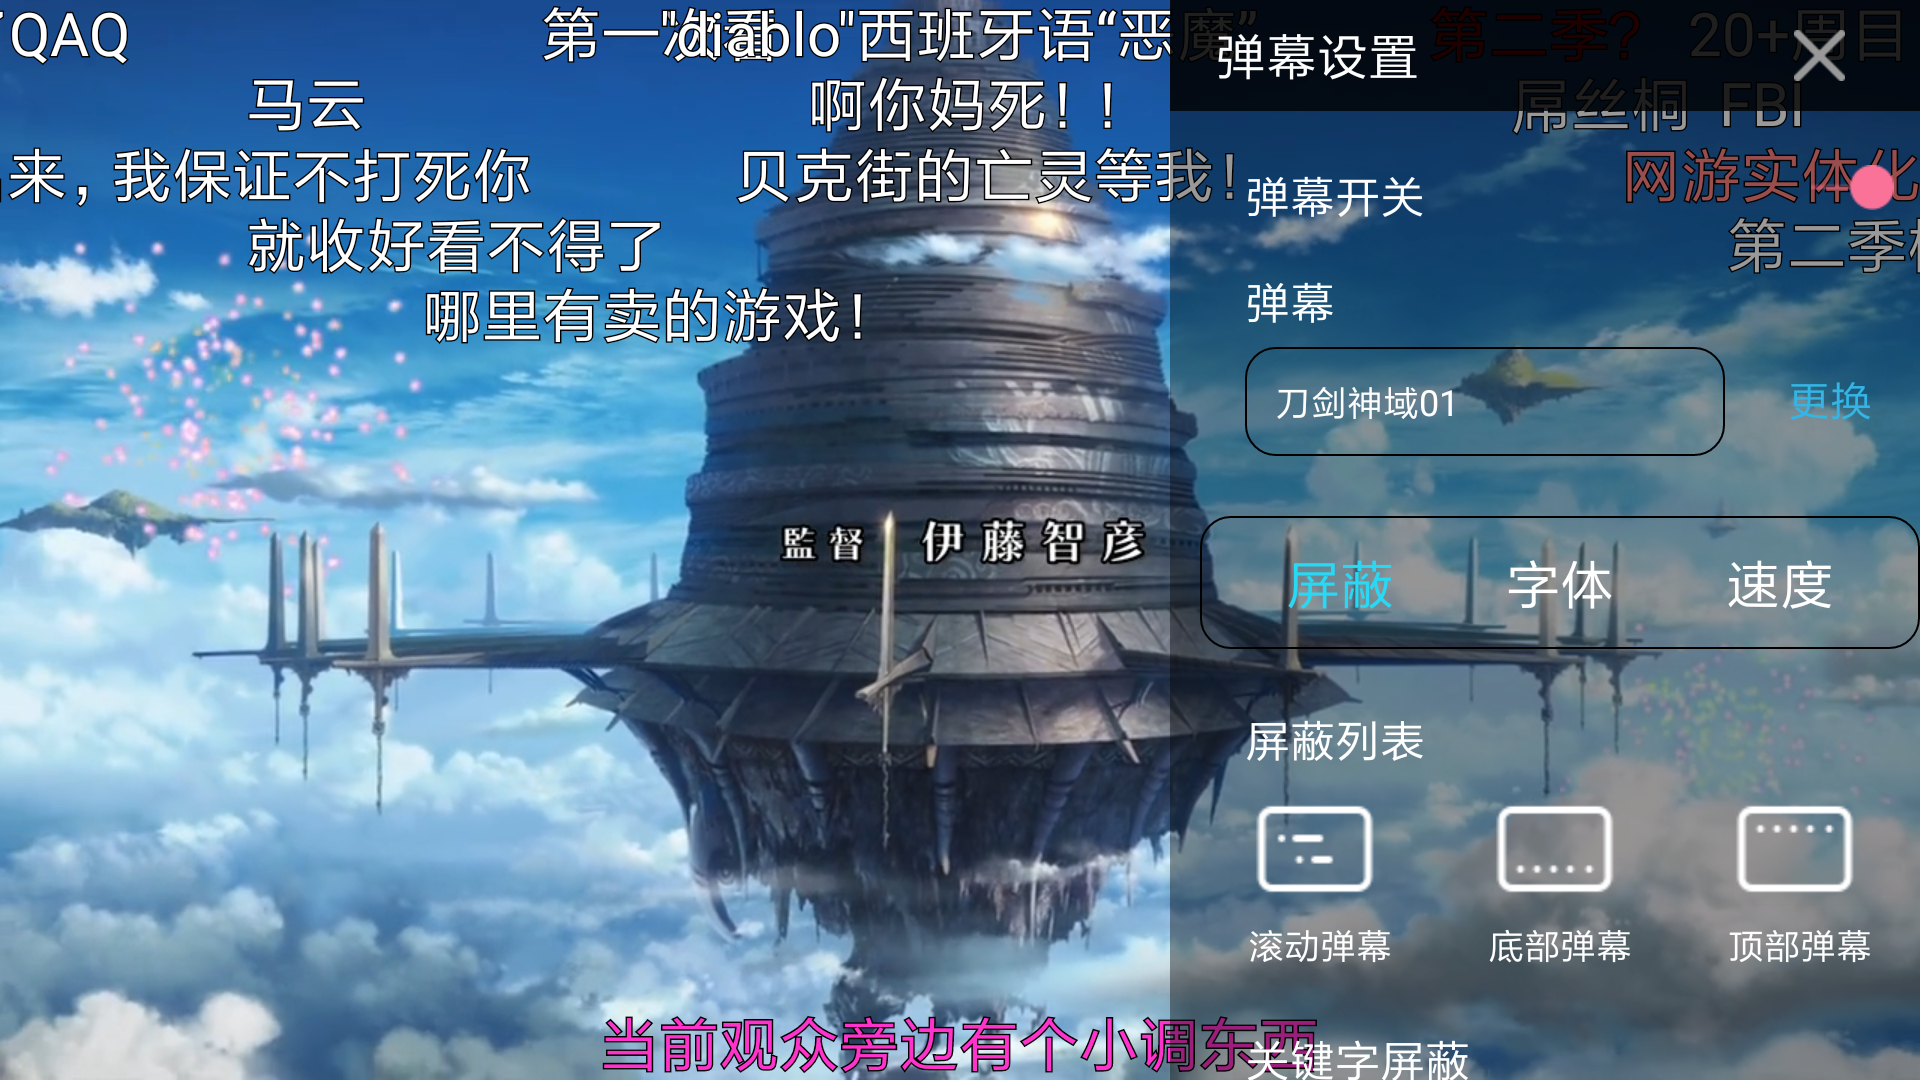 QAQ
第一次看
"diablo"西班牙语“恶魔”
第二季？
20+周目
马云
啊你妈死！！
屌丝桐 FBI
来，我保证不打死你
贝克街的亡灵等我！
网游实体化
就收好看不得了
第二季
哪里有卖的游戏！
監督 伊藤智彦
当前观众旁边有个小调东西
弹幕设置
弹幕开关
弹幕
刀剑神域01
更换
屏蔽
字体
速度
屏蔽列表
滚动弹幕
底部弹幕
顶部弹幕
关键字屏蔽